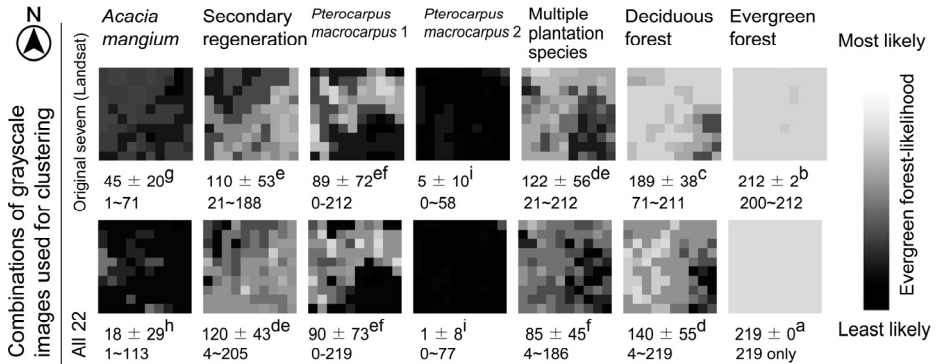 N
Acacia mangium
Secondary regeneration
Pterocarpus macrocarpus 1
Pterocarpus macrocarpus 2
Multiple plantation species
Deciduous forest
Evergreen forest
Combinations of grayscale images used for clustering
Original sevem (Landsat)
45 ± 20g
110 ± 53e
89 ± 72ef
5 ± 10i
122 ± 56de
189 ± 38c
212 ± 2b
1~71
21~188
0-212
0~58
21~212
71~211
200~212
All 22
18 ± 29h
120 ± 43de
90 ± 73ef
1 ± 8i
85 ± 45f
140 ± 55d
219 ± 0a
1~113
4~205
0-219
0~77
4~186
4~219
219 only
Most likely
Evergreen forest-likelihood
Least likely